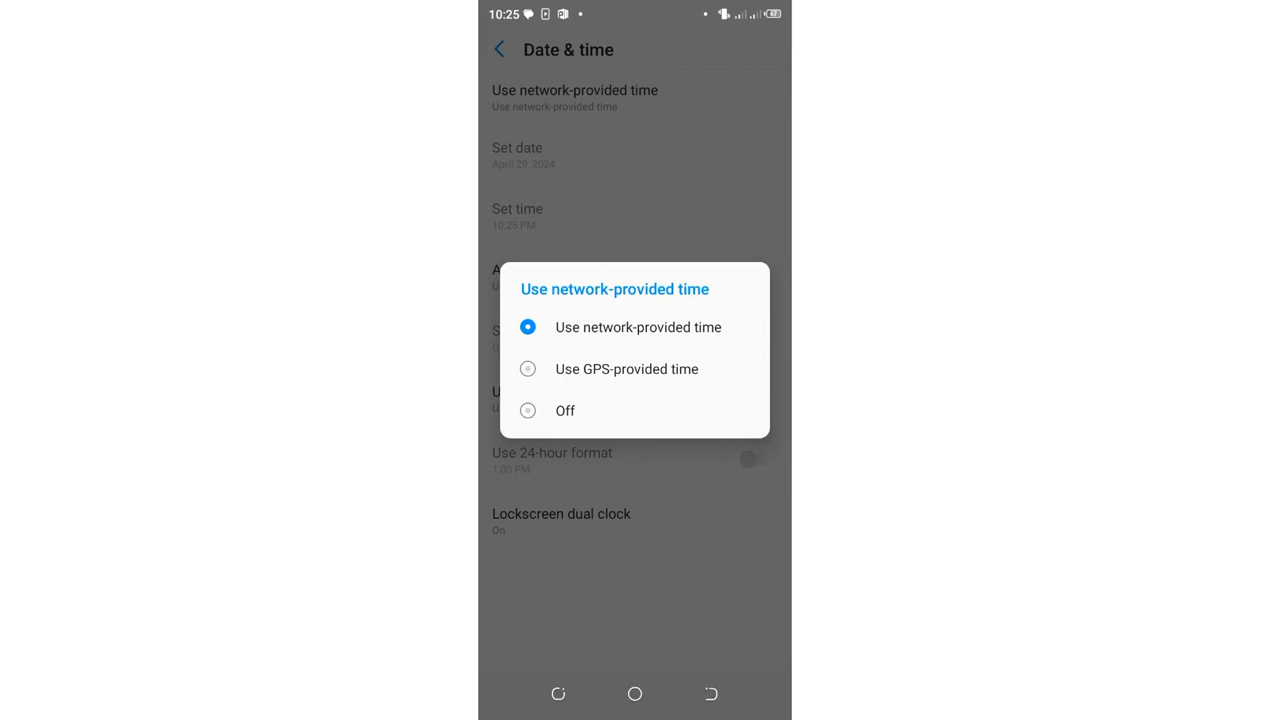 10:25
67
Date & time
Use network-provided time
Use network-provided time
Set date
April 29, 2024
Set time
10:25 PM
A
U
Use network-provided time
S
G
Use network-provided time
Use GPS-provided time
U
U
Off
Use 24-hour format
1:00 PM
Lockscreen dual clock
On